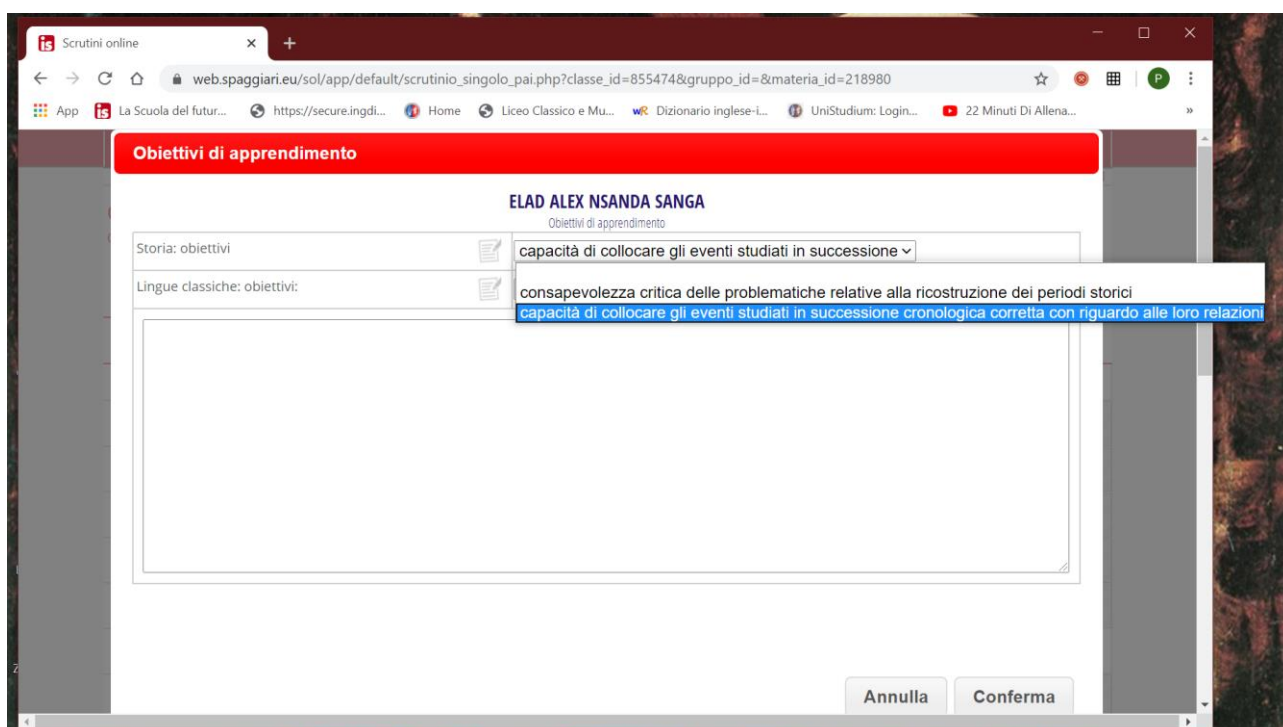 Scrutini online
web.spaggiari.eu/sol/app/default/scrutinio_singolo_pai.php?classe_id=855474&gruppo_id=&materia_id=218980
P
App La Scuola del futur... https://secure.ingdi... Home Liceo Classico e Mu... wR Dizionario inglese-i... UniStudium: Login... 22 Minuti Di Allena... »
Obiettivi di apprendimento
ELAD ALEX NSANDA SANGA
Obiettivi di apprendimento
Storia: obiettivi capacità di collocare gli eventi studiati in successione
consapevolezza critica delle problematiche relative alla ricostruzione dei periodi storici
Lingue classiche: obiettivi:
capacità di collocare gli eventi studiati in successione cronologica corretta con riguardo alle loro relazioni
Annulla Conferma